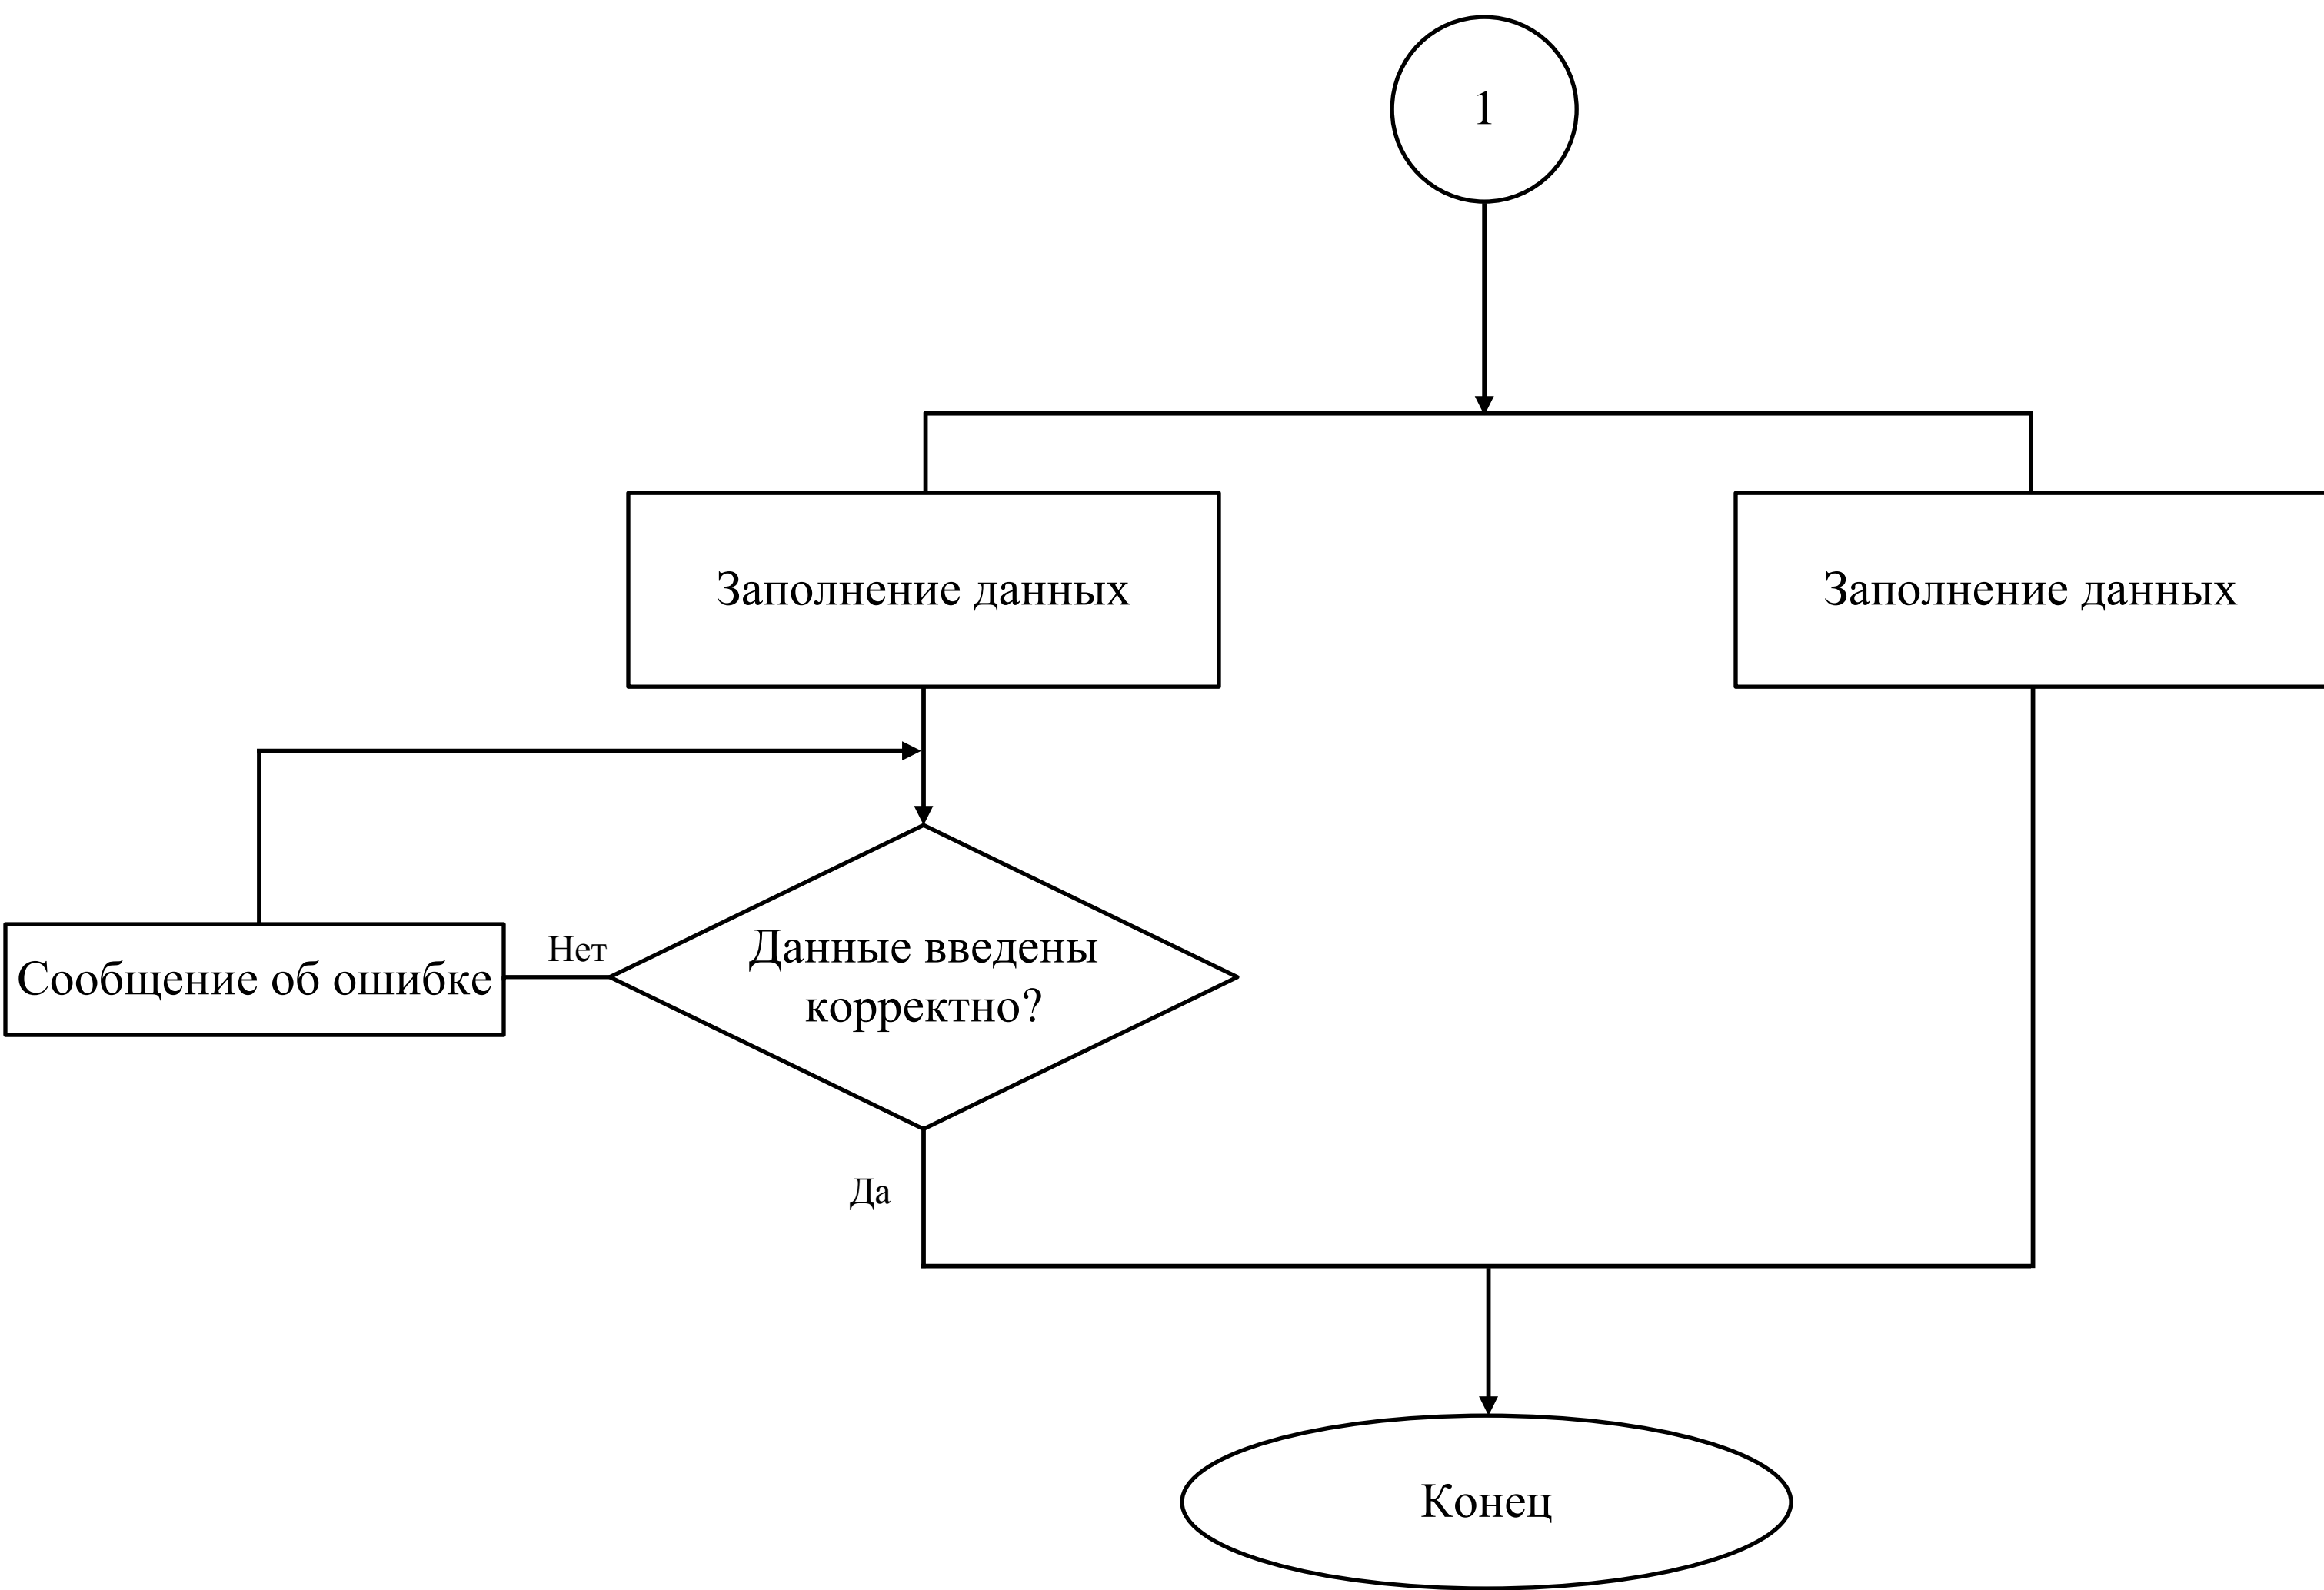 1
Заполнение данных
Заполнение данных
Нет
Данные введены
корректно?
Сообщение об ошибке
Да
Конец